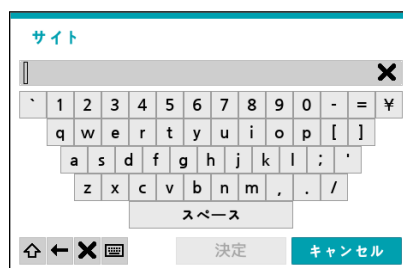 サイト
` 1 2 3 4 5 6 7 8 9 0 - = ¥
q w e r t y u i o p [ ]
a s d f g h j k l ; '
z x c v b n m , . /
スペース
決定 キャンセル